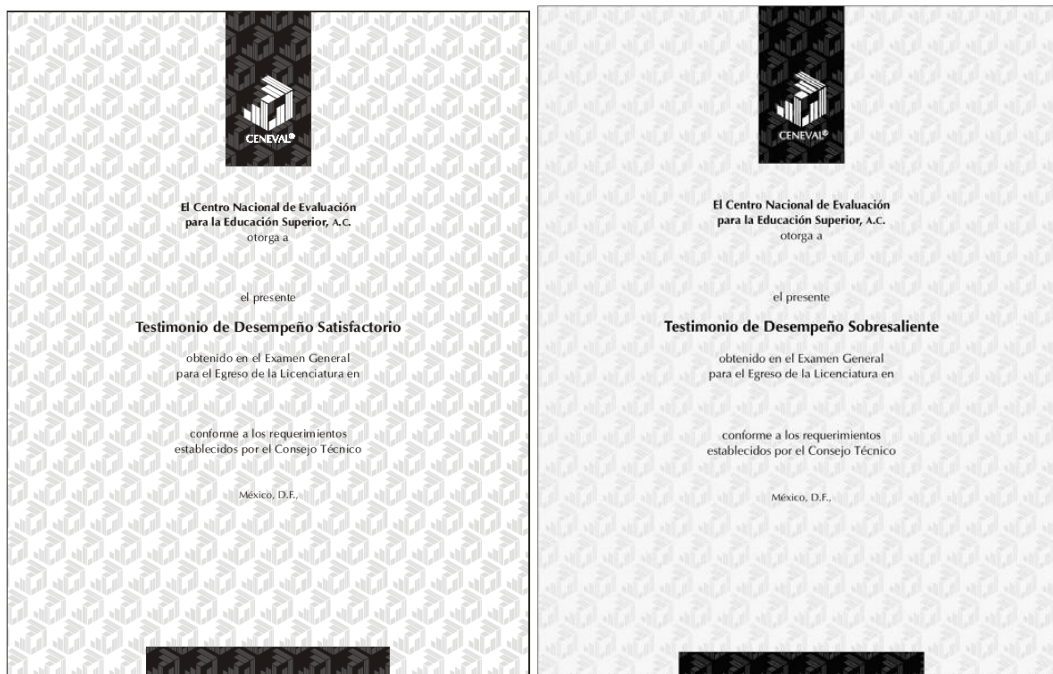 CENEVAL®
El Centro Nacional de Evaluación
para la Educación Superior, A.C.
otorga a
el presente
Testimonio de Desempeño Satisfactorio
obtenido en el Examen General
para el Egreso de la Licenciatura en
conforme a los requerimientos
establecidos por el Consejo Técnico
México, D.F.,
CENEVAL®
El Centro Nacional de Evaluación
para la Educación Superior, A.C.
otorga a
el presente
Testimonio de Desempeño Sobresaliente
obtenido en el Examen General
para el Egreso de la Licenciatura en
conforme a los requerimientos
establecidos por el Consejo Técnico
México, D.F.,